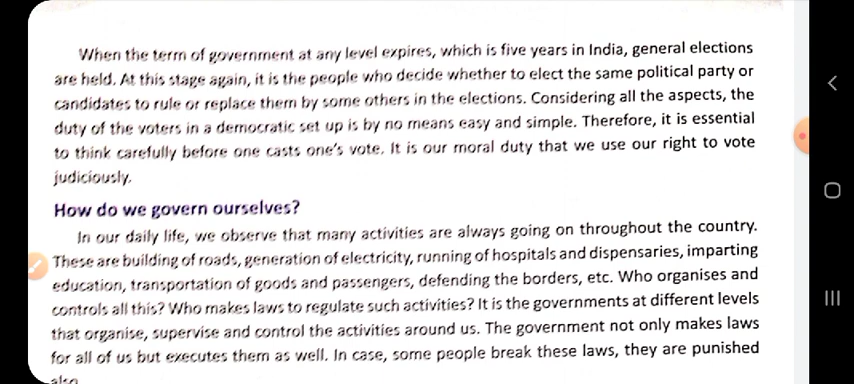 When the term of government at any level expires, which is five years in India, general elections
are held. At this stage again, it is the people who decide whether to elect the same political party or
candidates to rule or replace them by some others in the elections. Considering all the aspects, the
duty of the voters in a democratic set up is by no means easy and simple. Therefore, it is essential
to think carefully before one casts one's vote. It is our moral duty that we use our right to vote
judiciously.
How do we govern ourselves?
In our daily life, we observe that many activities are always going on throughout the country.
These are building of roads, generation of electricity, running of hospitals and dispensaries, imparting
education, transportation of goods and passengers, defending the borders, etc. Who organises and
controls all this? Who makes laws to regulate such activities? It is the governments at different levels
that organise, supervise and control the activities around us. The government not only makes laws
for all of us but executes them as well. In case, some people break these laws, they are punished
also